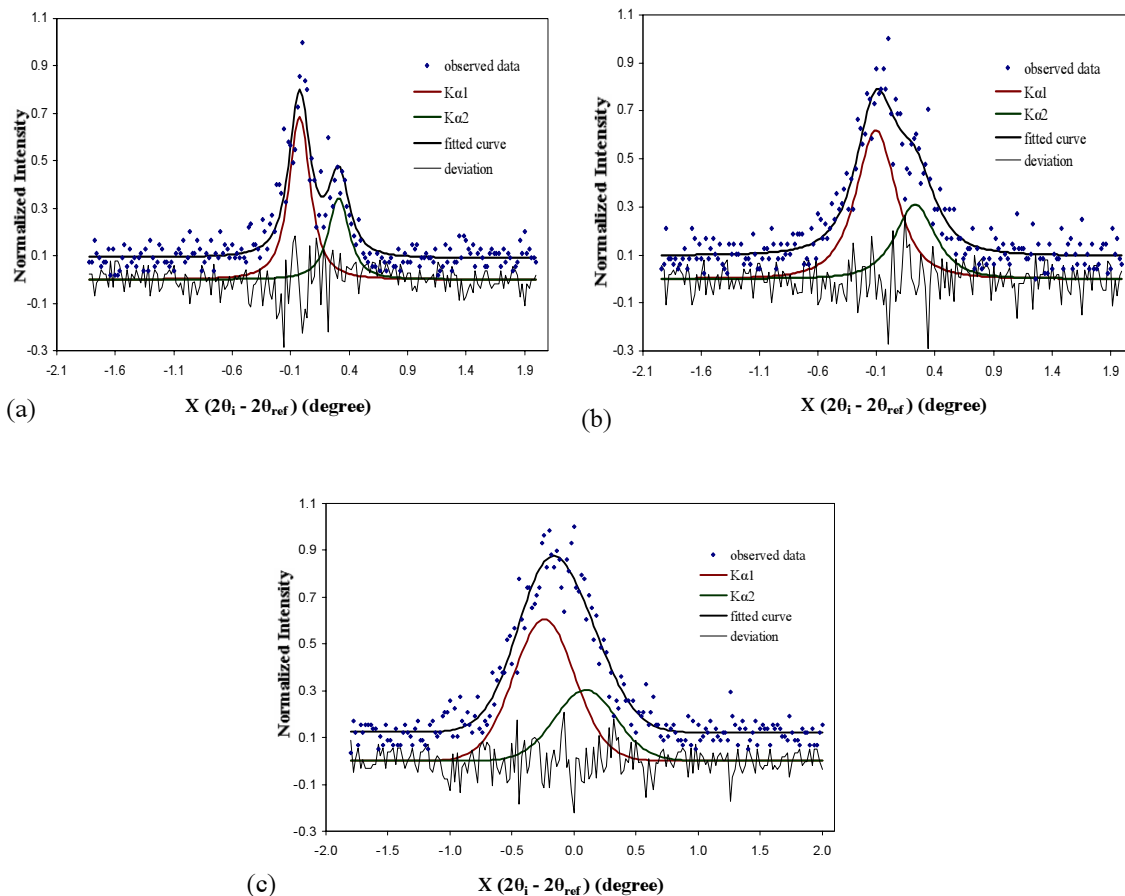 1.1
0.9
0.7
0.5
0.3
0.1
-0.1
-0.3
Normalized Intensity
observed data
Kα1
Kα2
fitted curve
deviation
-2.1 -1.6 -1.1 -0.6 -0.1 0.4 0.9 1.4 1.9
X (2θi - 2θref ) (degree)
(a)
1.1
0.9
0.7
0.5
0.3
0.1
-0.1
-0.3
Normalized Intensity
observed data
Kα1
Kα2
fitted curve
deviation
-2.1 -1.6 -1.1 -0.6 -0.1 0.4 0.9 1.4 1.9
X (2θi - 2θref ) (degree)
(b)
1.1
0.9
0.7
0.5
0.3
0.1
-0.1
-0.3
Normalized Intensity
observed data
Kα1
Kα2
fitted curve
deviation
-2.0 -1.5 -1.0 -0.5 0.0 0.5 1.0 1.5 2.0
X (2θi - 2θref ) (degree)
(c)